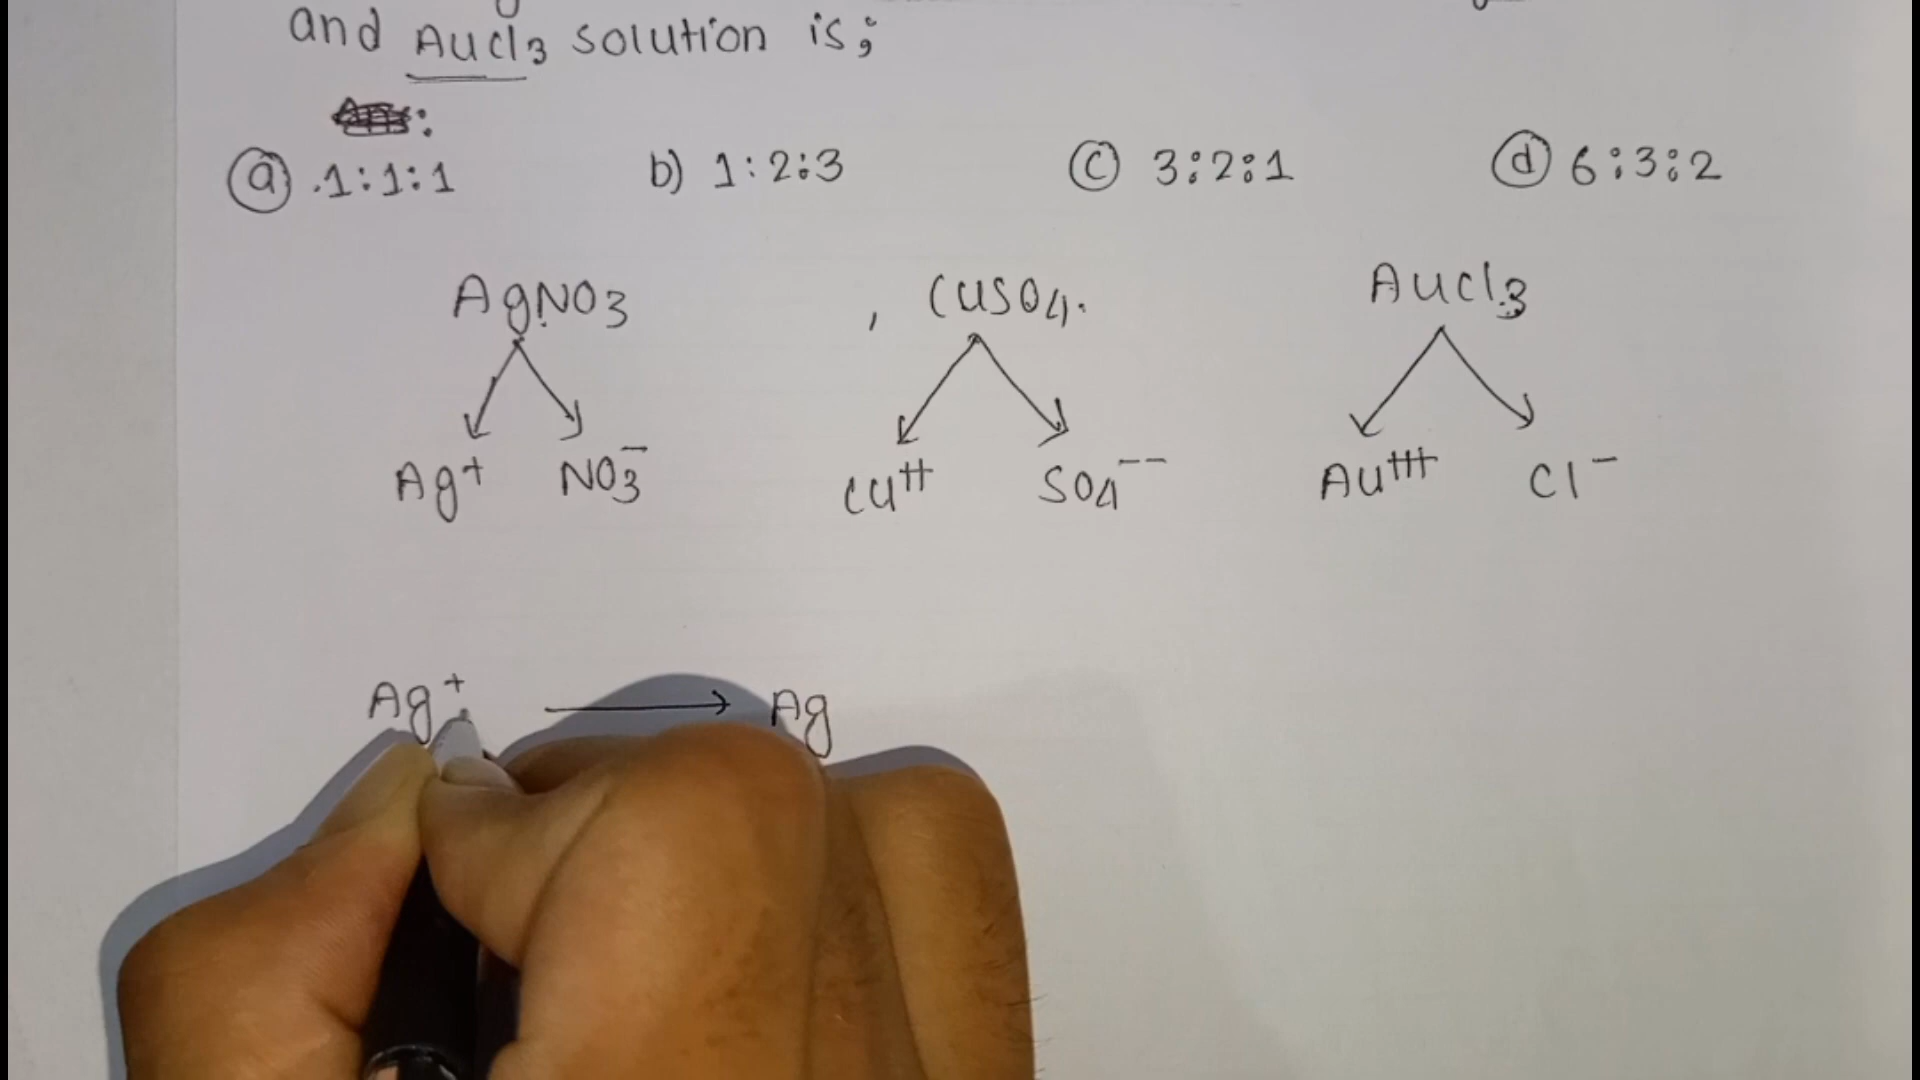 and AuCl3 solution is;
(a) .1:1:1 b) 1:2:3 (c) 3:2:1 (d) 6:3:2
AgNO3 , CuSO4. AuCl3
Ag+ NO3- Cu++ SO4-- Au+++ Cl-
Ag+ → Ag